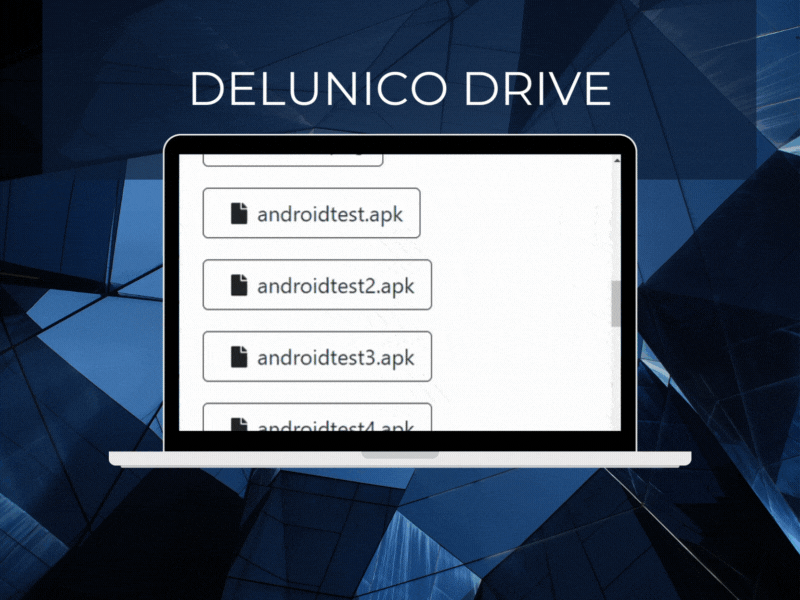 DELUNICO DRIVE
androidtest.apk
androidtest2.apk
androidtest3.apk
androidtest4.apk